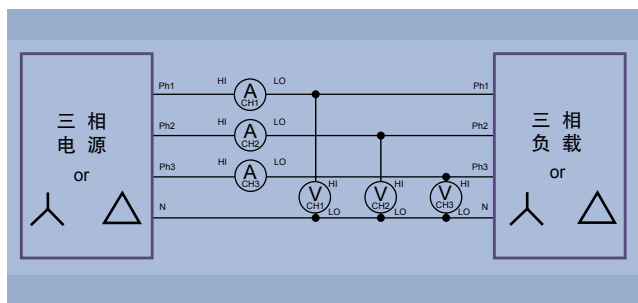 三 相
电 源
or
Ph1
HI
A
CH1
LO
Ph1
Ph2
HI
A
CH2
LO
Ph2
Ph3
HI
A
CH3
LO
Ph3
V
CH1
HI
LO
V
CH2
HI
LO
V
CH3
HI
LO
N
N
三 相
负 载
or